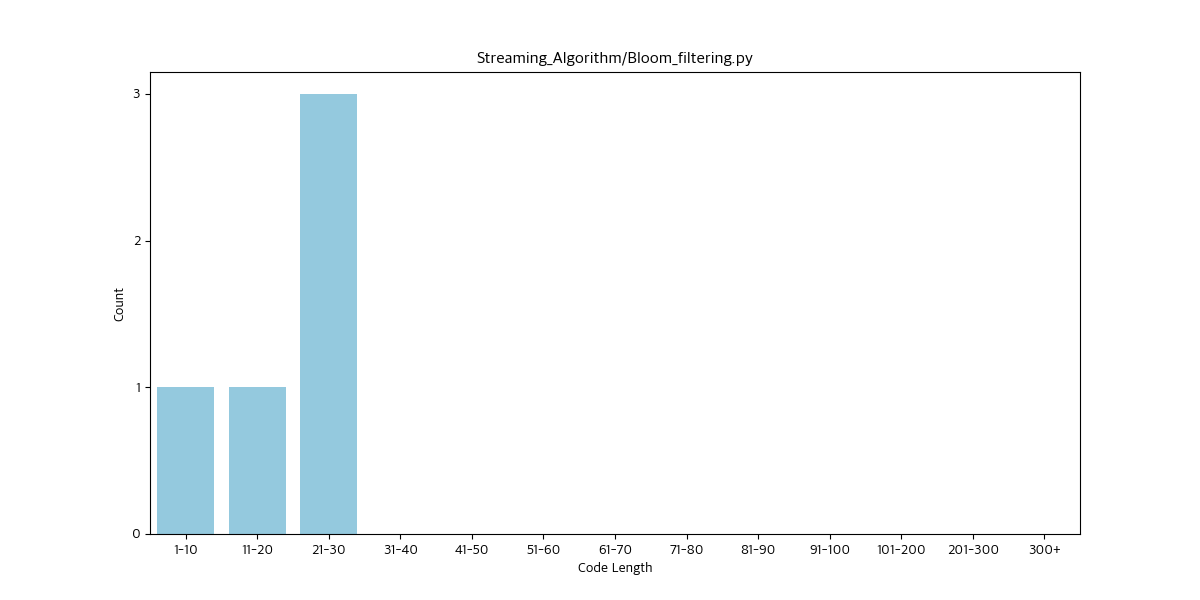 Streaming_Algorithm/Bloom_filtering.py
3
2
1
0
Count
1-10 11-20 21-30 31-40 41-50 51-60 61-70 71-80 81-90 91-100 101-200 201-300 300+
Code Length